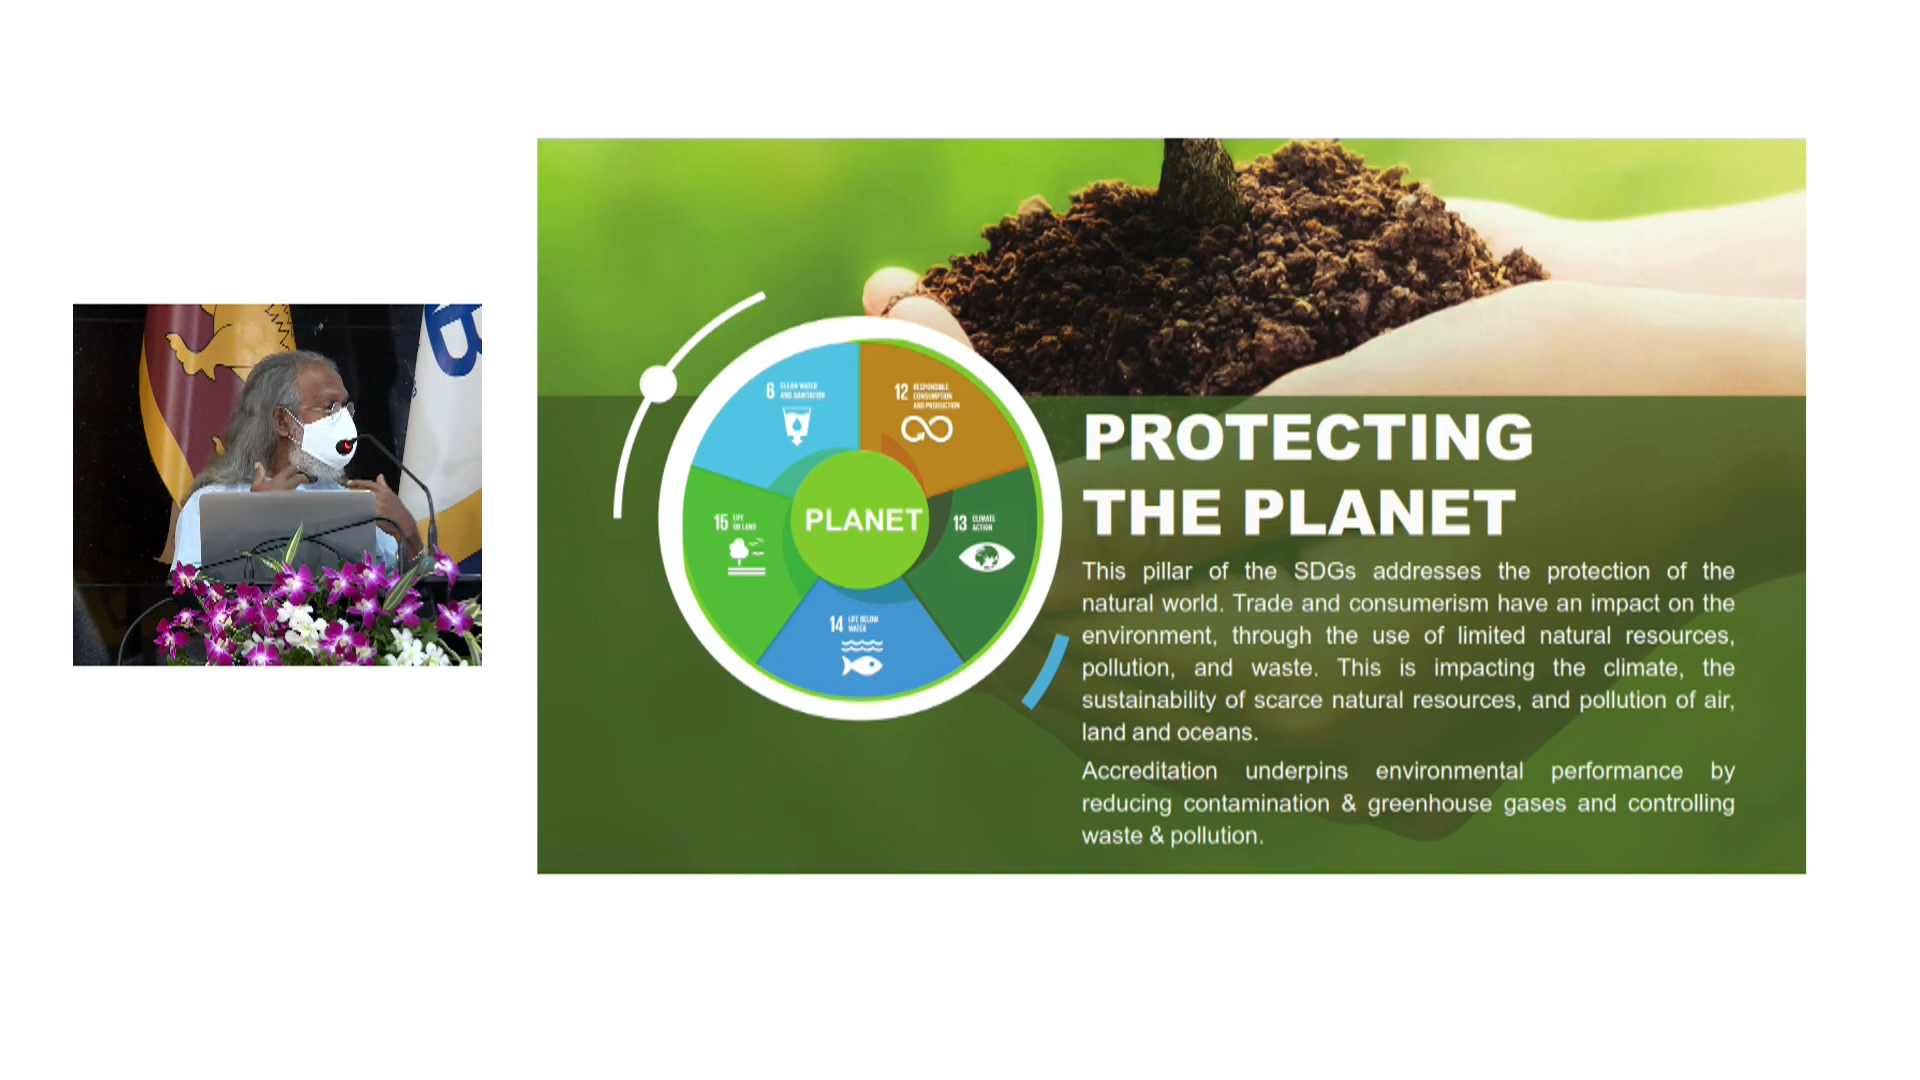 6 CLEAN WATER
AND SANITATION
12 RESPONSIBLE
CONSUMPTION
AND PRODUCTION
15 LIFE
ON LAND
PLANET
13 CLIMATE
ACTION
14 LIFE BELOW
WATER
PROTECTING
THE PLANET
This pillar of the SDGs addresses the protection of the
natural world. Trade and consumerism have an impact on the
environment, through the use of limited natural resources,
pollution, and waste. This is impacting the climate, the
sustainability of scarce natural resources, and pollution of air,
land and oceans.
Accreditation underpins environmental performance by
reducing contamination & greenhouse gases and controlling
waste & pollution.